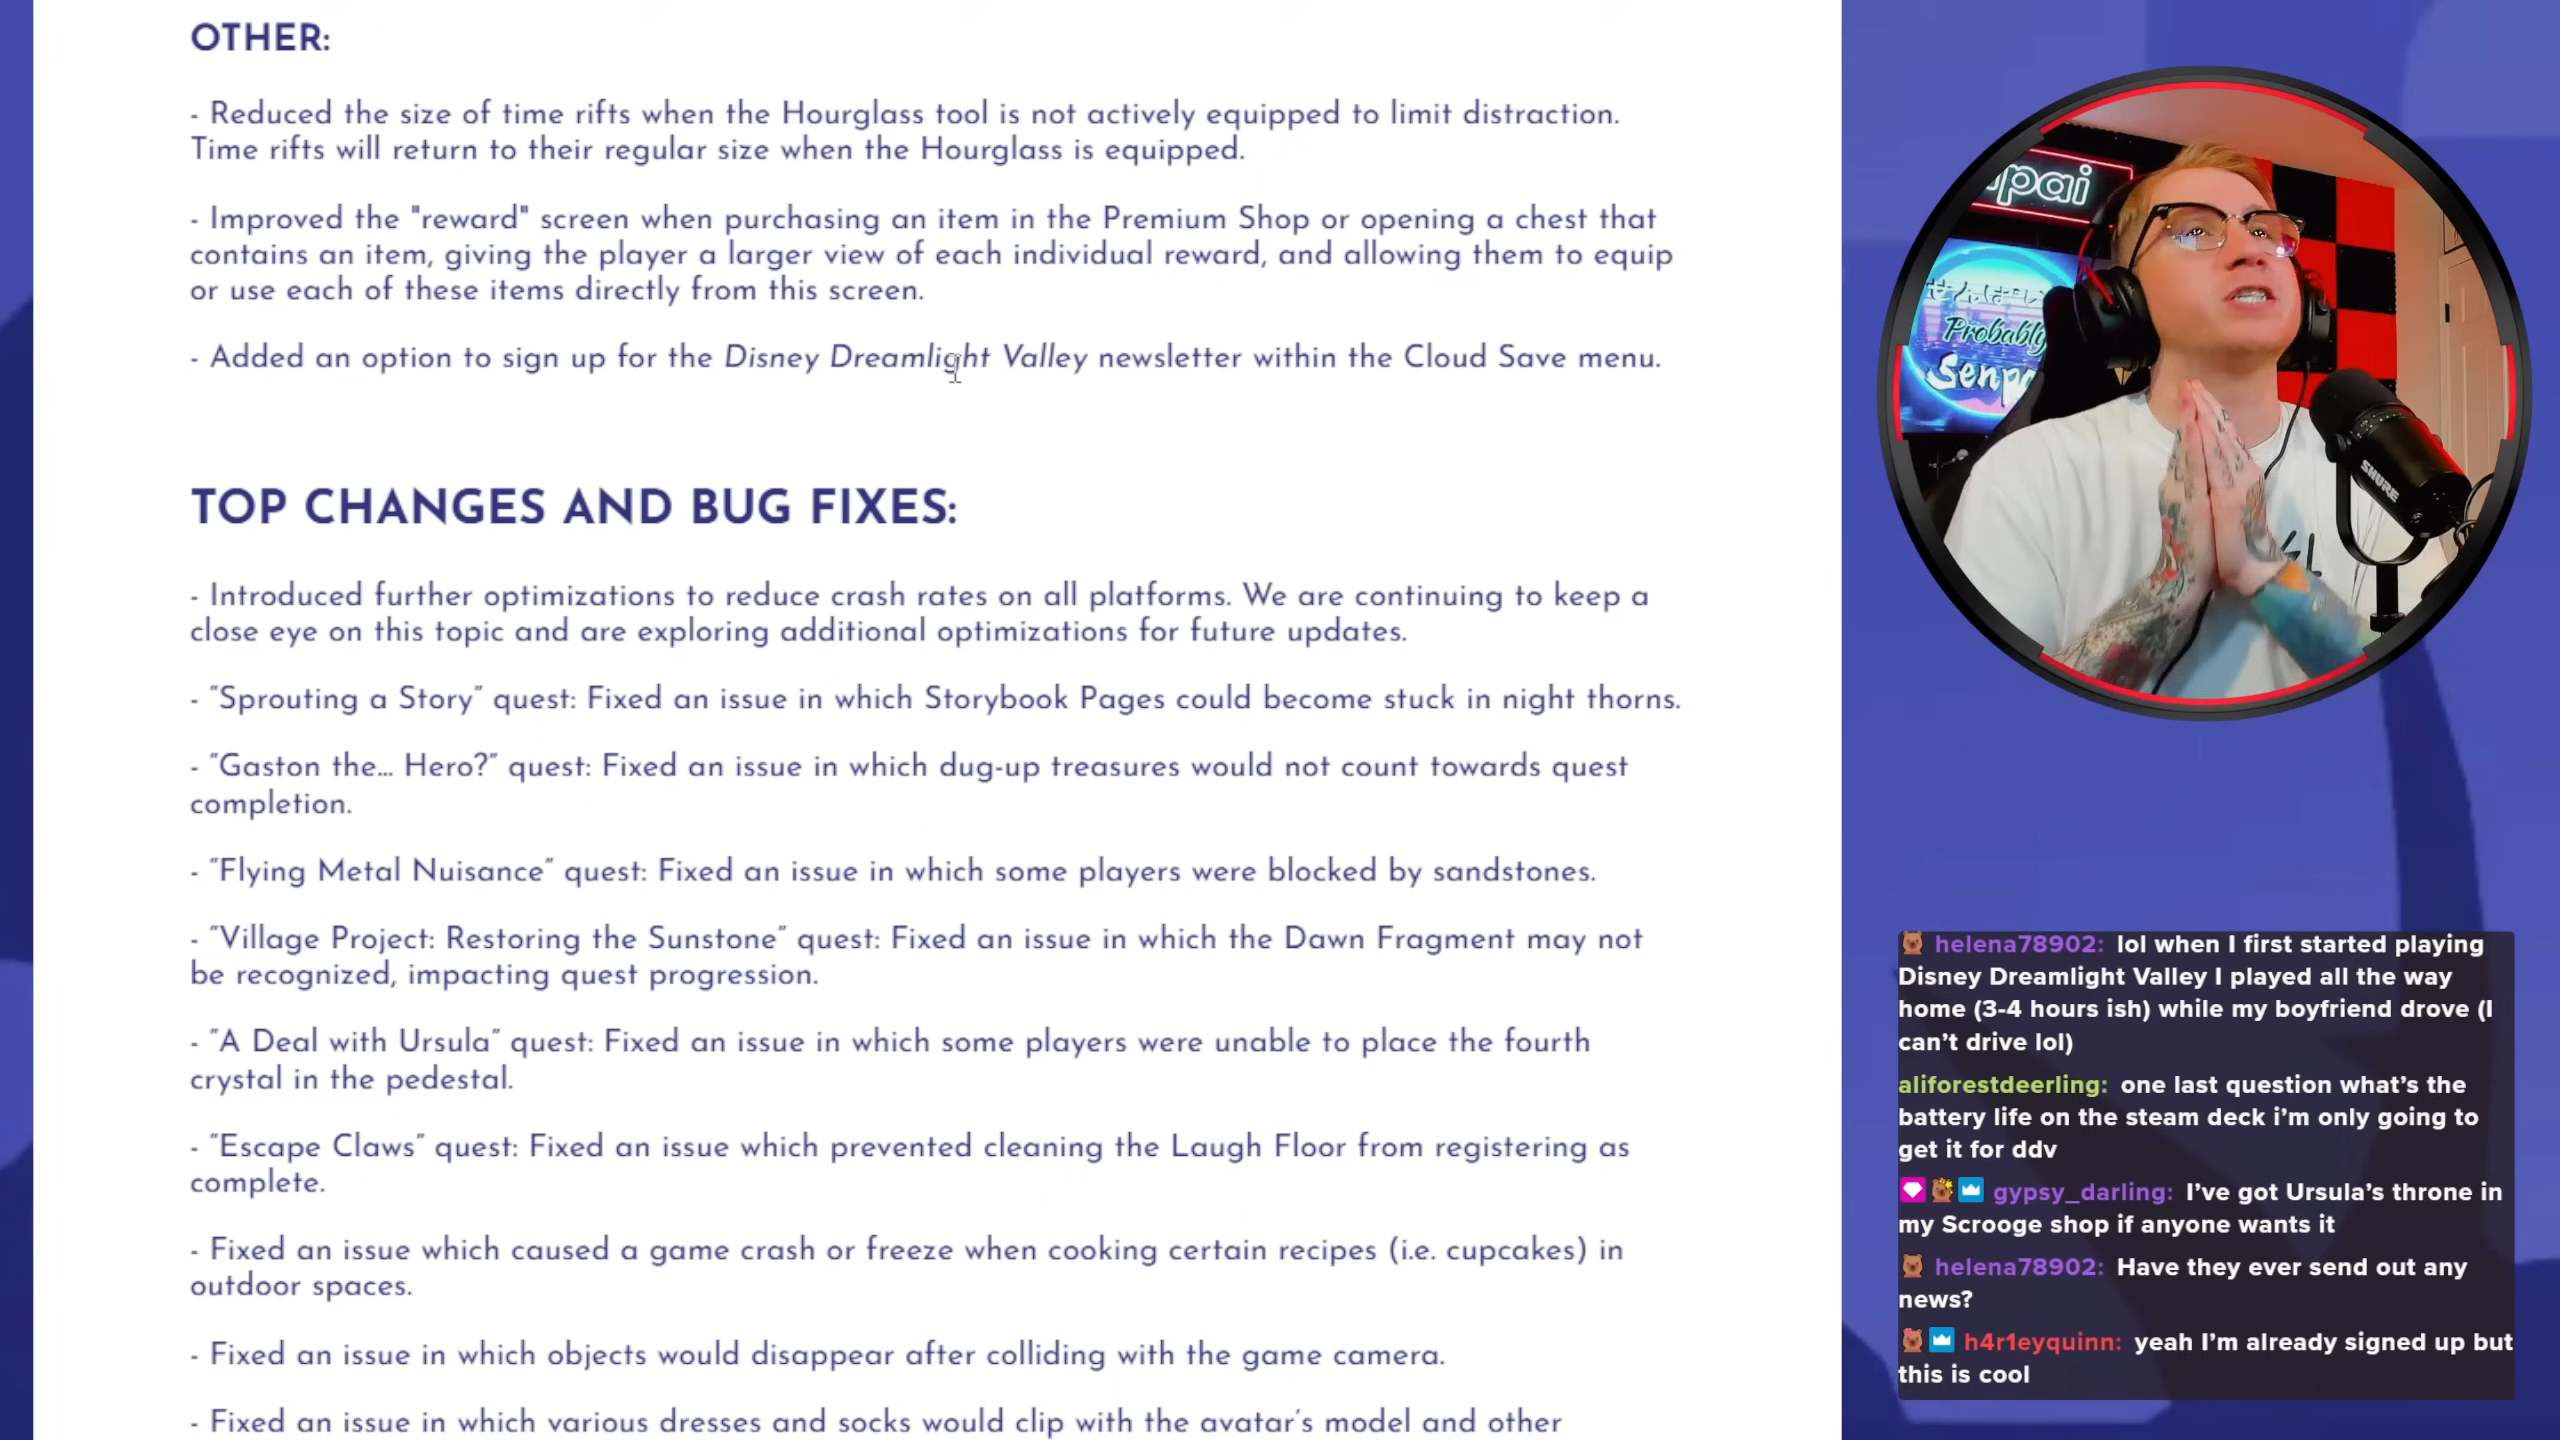 OTHER:
- Reduced the size of time rifts when the Hourglass tool is not actively equipped to limit distraction.
Time rifts will return to their regular size when the Hourglass is equipped.
- Improved the "reward" screen when purchasing an item in the Premium Shop or opening a chest that
contains an item, giving the player a larger view of each individual reward, and allowing them to equip
or use each of these items directly from this screen.
- Added an option to sign up for the Disney Dreamlight Valley newsletter within the Cloud Save menu.
TOP CHANGES AND BUG FIXES:
- Introduced further optimizations to reduce crash rates on all platforms. We are continuing to keep a
close eye on this topic and are exploring additional optimizations for future updates.
- “Sprouting a Story” quest: Fixed an issue in which Storybook Pages could become stuck in night thorns.
- “Gaston the… Hero?” quest: Fixed an issue in which dug-up treasures would not count towards quest
completion.
- “Flying Metal Nuisance” quest: Fixed an issue in which some players were blocked by sandstones.
- “Village Project: Restoring the Sunstone” quest: Fixed an issue in which the Dawn Fragment may not
be recognized, impacting quest progression.
- “A Deal with Ursula” quest: Fixed an issue in which some players were unable to place the fourth
crystal in the pedestal.
- “Escape Claws” quest: Fixed an issue which prevented cleaning the Laugh Floor from registering as
complete.
- Fixed an issue which caused a game crash or freeze when cooking certain recipes (i.e. cupcakes) in
outdoor spaces.
- Fixed an issue in which objects would disappear after colliding with the game camera.
- Fixed an issue in which various dresses and socks would clip with the avatar’s model and other
pai
Probably
Senpa
SHURE
helena78902: lol when I first started playing
Disney Dreamlight Valley I played all the way
home (3-4 hours ish) while my boyfriend drove (I
can’t drive lol)
aliforestdeerling: one last question what’s the
battery life on the steam deck i’m only going to
get it for ddv
gypsy_darling: I’ve got Ursula’s throne in
my Scrooge shop if anyone wants it
helena78902: Have they ever send out any
news?
h4r1eyquinn: yeah I’m already signed up but
this is cool